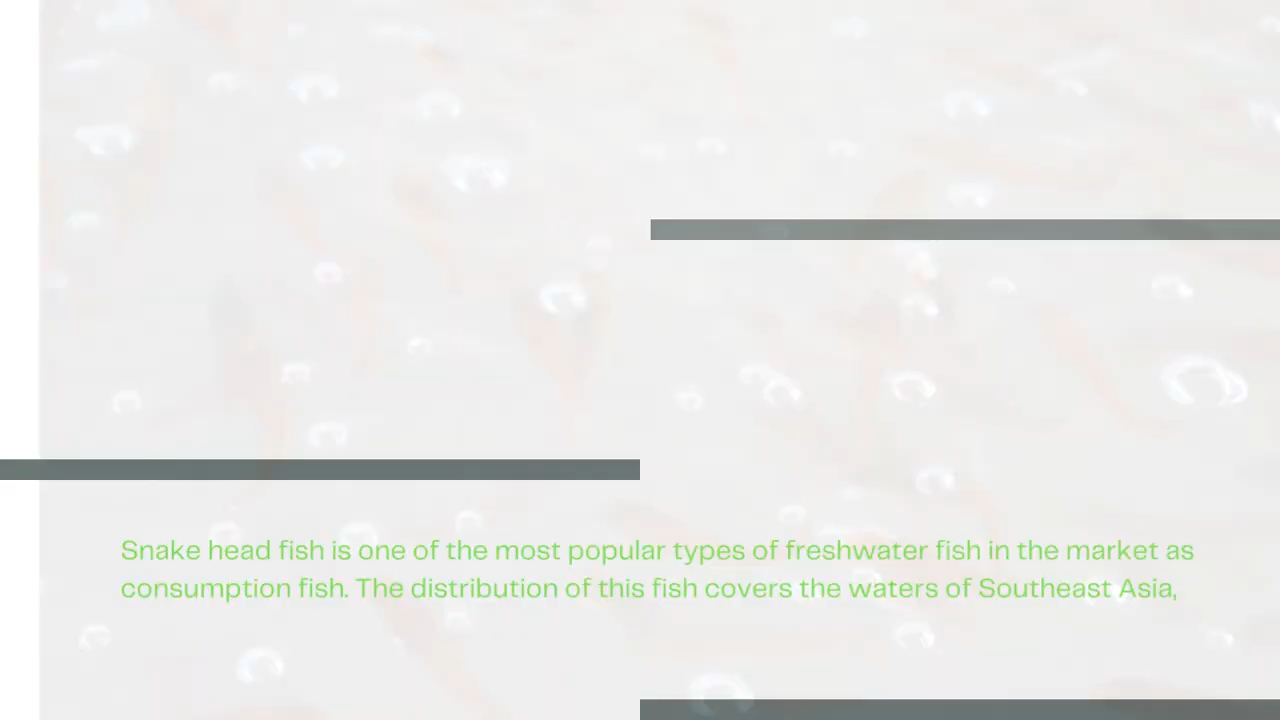 Snake head fish is one of the most popular types of freshwater fish in the market as
consumption fish. The distribution of this fish covers the waters of Southeast Asia,